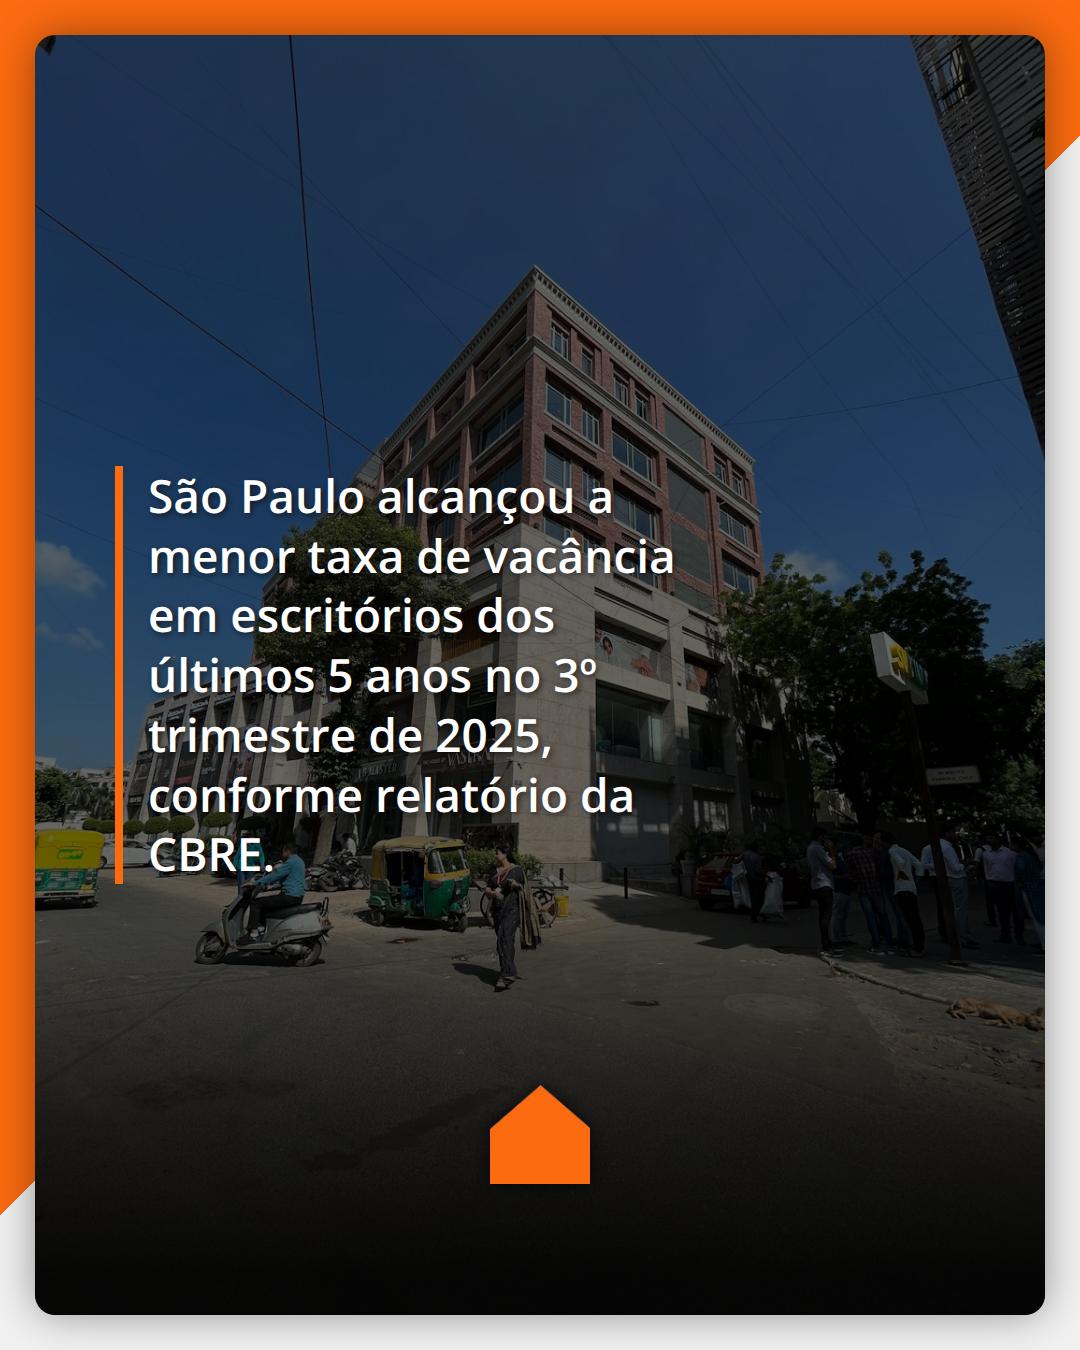 São Paulo alcançou a
menor taxa de vacância
em escritórios dos
últimos 5 anos no 3º
trimestre de 2025,
conforme relatório da
CBRE.